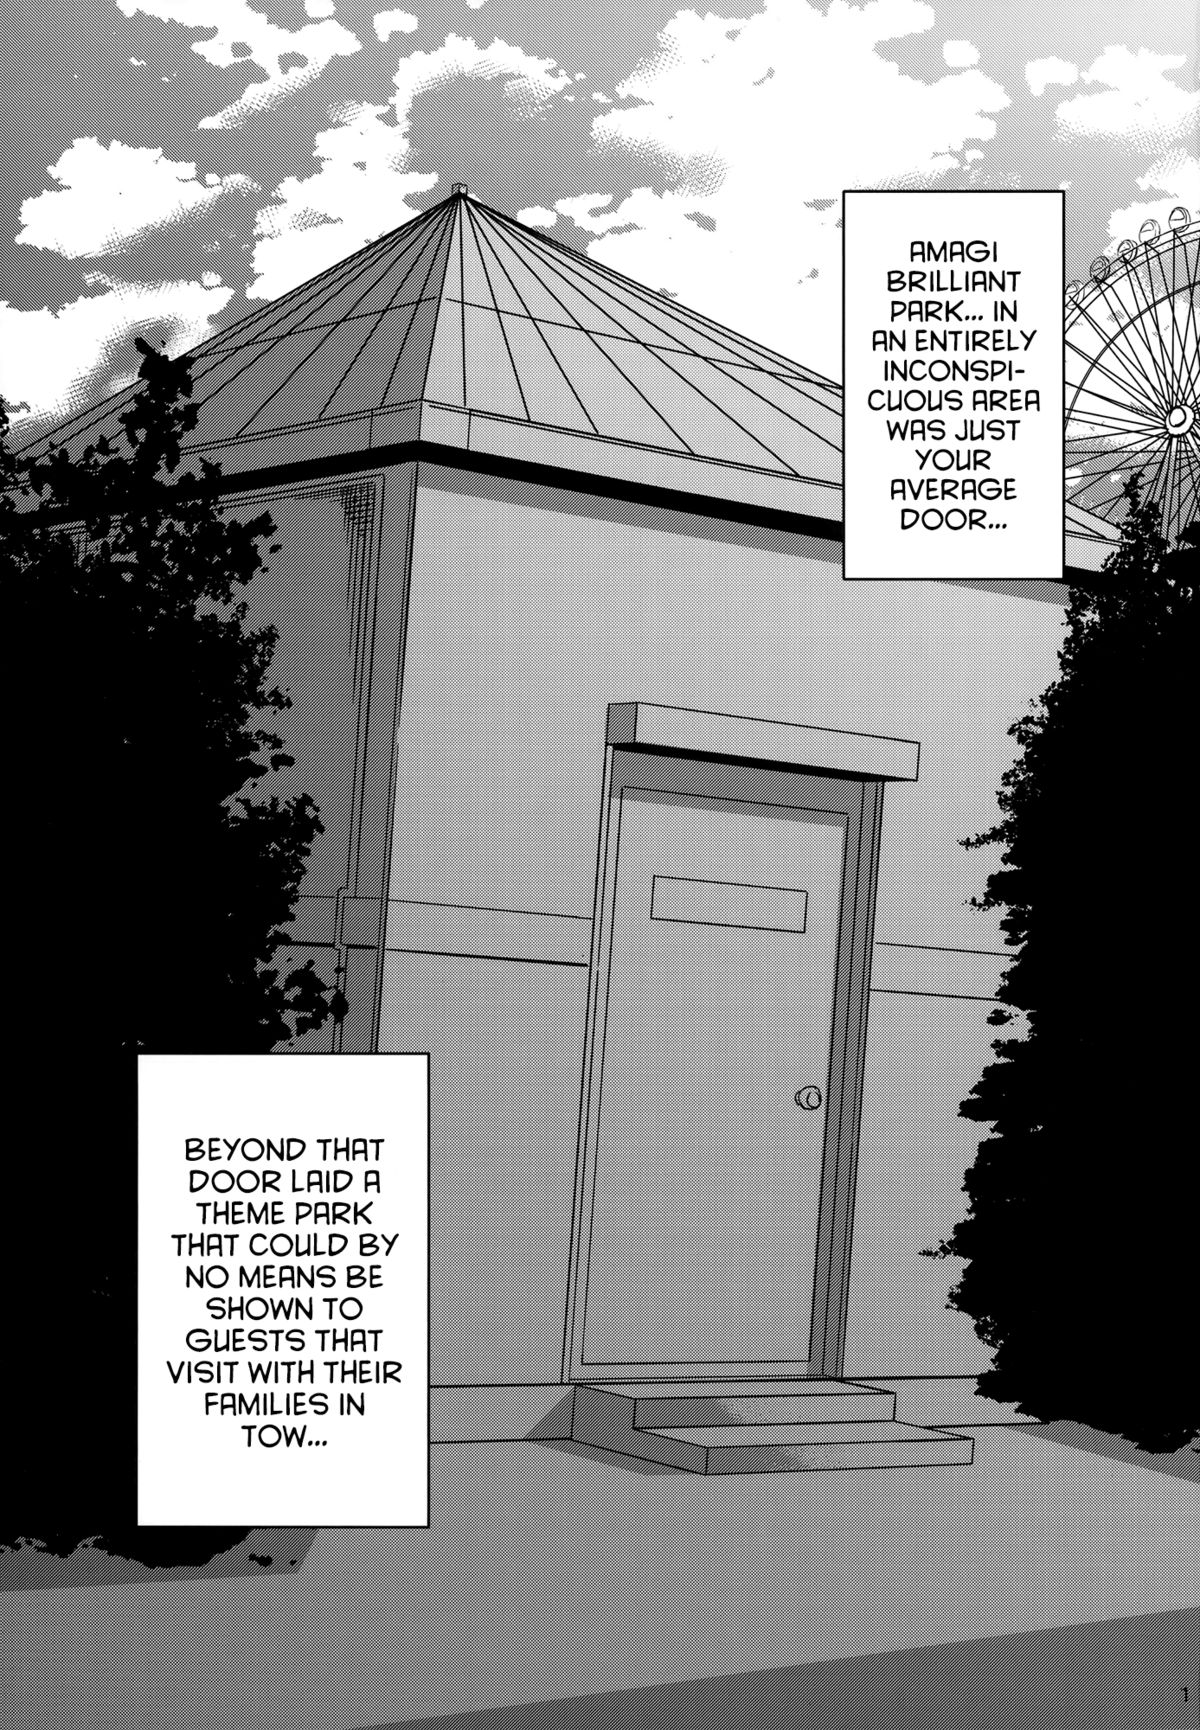 AMAGI
BRILLIANT
PARK... IN
AN ENTIRELY
INCONSPI-
CUOUS AREA
WAS JUST
YOUR
AVERAGE
DOOR...
BEYOND THAT
DOOR LAID A
THEME PARK
THAT COULD BY
NO MEANS BE
SHOWN TO
GUESTS THAT
VISIT WITH THEIR
FAMILIES IN
TOW...
1